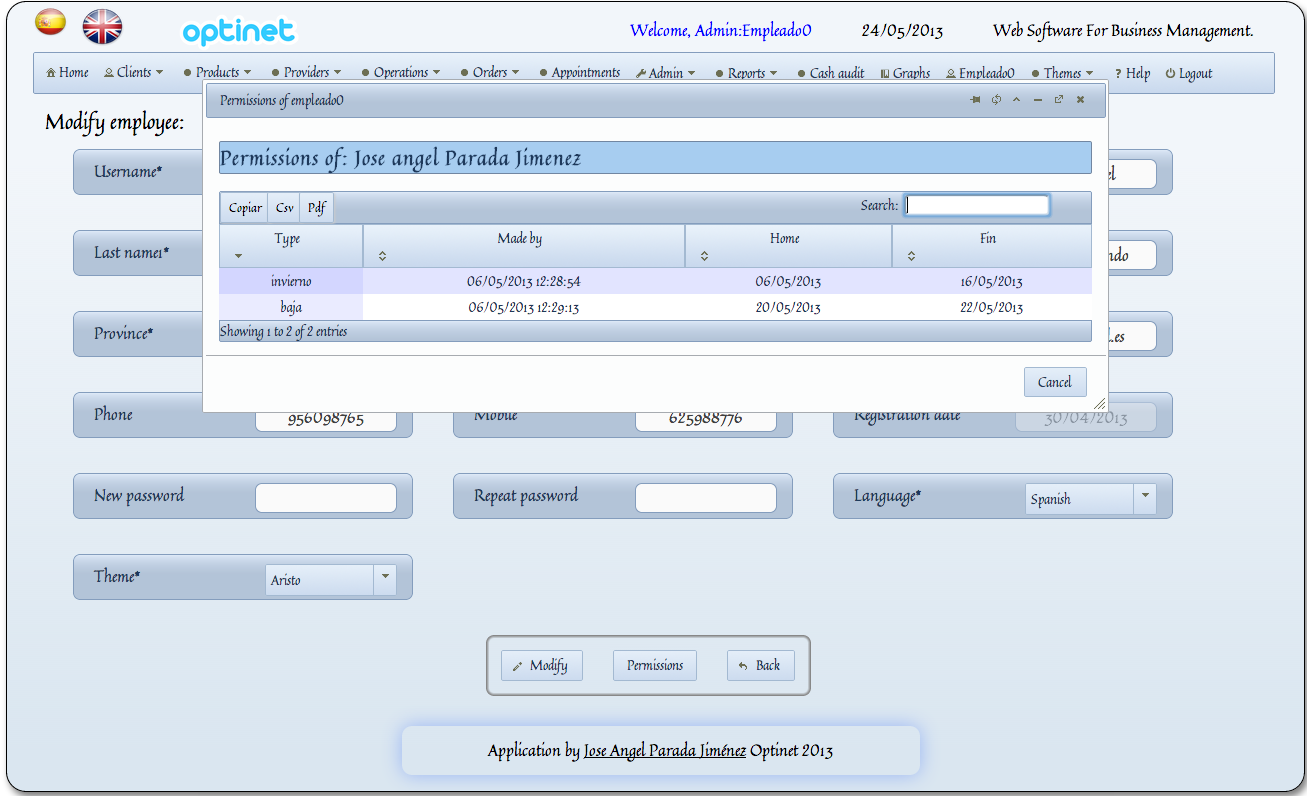 optinet
Welcome, Admin:Empleado0 24/05/2013 Web Software For Business Management.
Home Clients Products Providers Operations Orders Appointments Admin Reports Cash audit Graphs Empleado0 Themes ? Help Logout
Permissions of empleado0
Modify employee:
Permissions of: Jose angel Parada Jimenez
Username*
Copiar Csv Pdf Search:
Type Made by Home Fin
Last name1*
invierno 06/05/2013 12:28:54 06/05/2013 16/05/2013
baja 06/05/2013 12:29:13 20/05/2013 22/05/2013
Province*
Showing 1 to 2 of 2 entries
Cancel
Phone 956098765 Mobile 625988776 Registration date 30/04/2013
New password Repeat password Language* Spanish
Theme* Aristo
Modify Permissions Back
Application by Jose Angel Parada Jiménez Optinet 2013